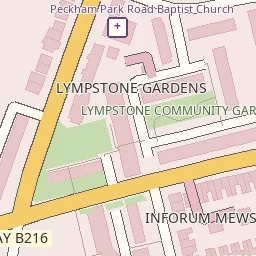 Peckham Park Road Baptist Church
LYMPSTONE GARDENS
LYMPSTONE COMMUNITY GAR
INFORUM MEWS
AY B216